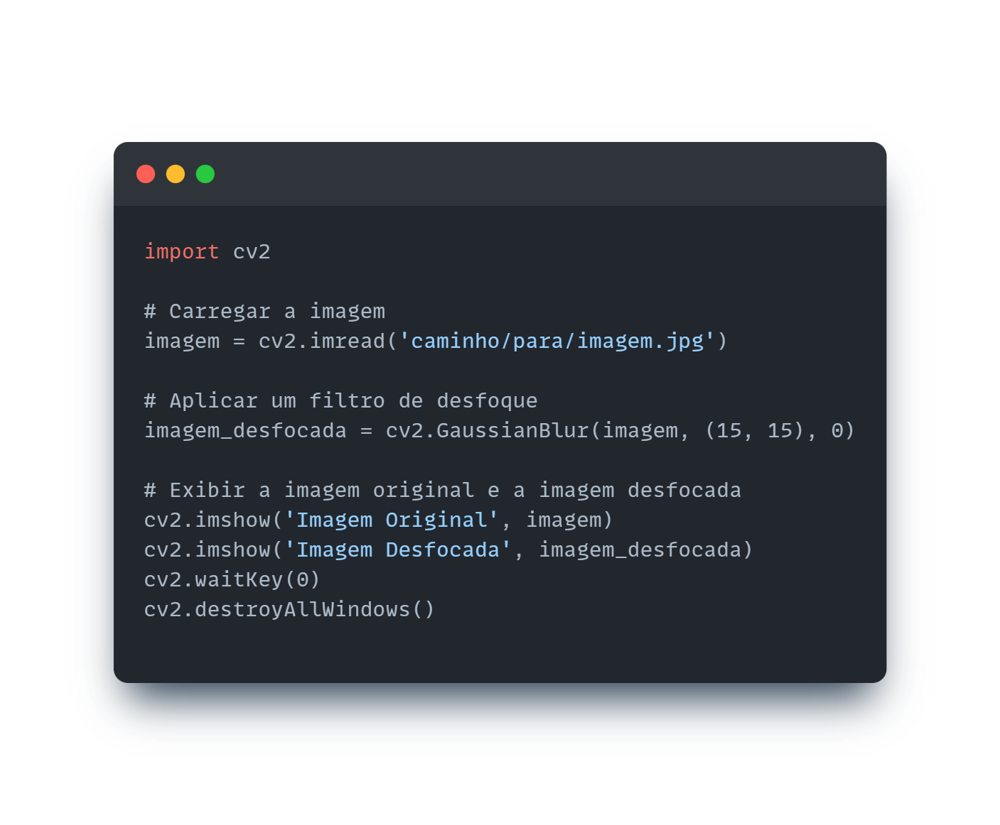 import cv2
# Carregar a imagem
imagem = cv2.imread('caminho/para/imagem.jpg')
# Aplicar um filtro de desfoque
imagem_desfocada = cv2.GaussianBlur(imagem, (15, 15), 0)
# Exibir a imagem original e a imagem desfocada
cv2.imshow('Imagem Original', imagem)
cv2.imshow('Imagem Desfocada', imagem_desfocada)
cv2.waitKey(0)
cv2.destroyAllWindows()